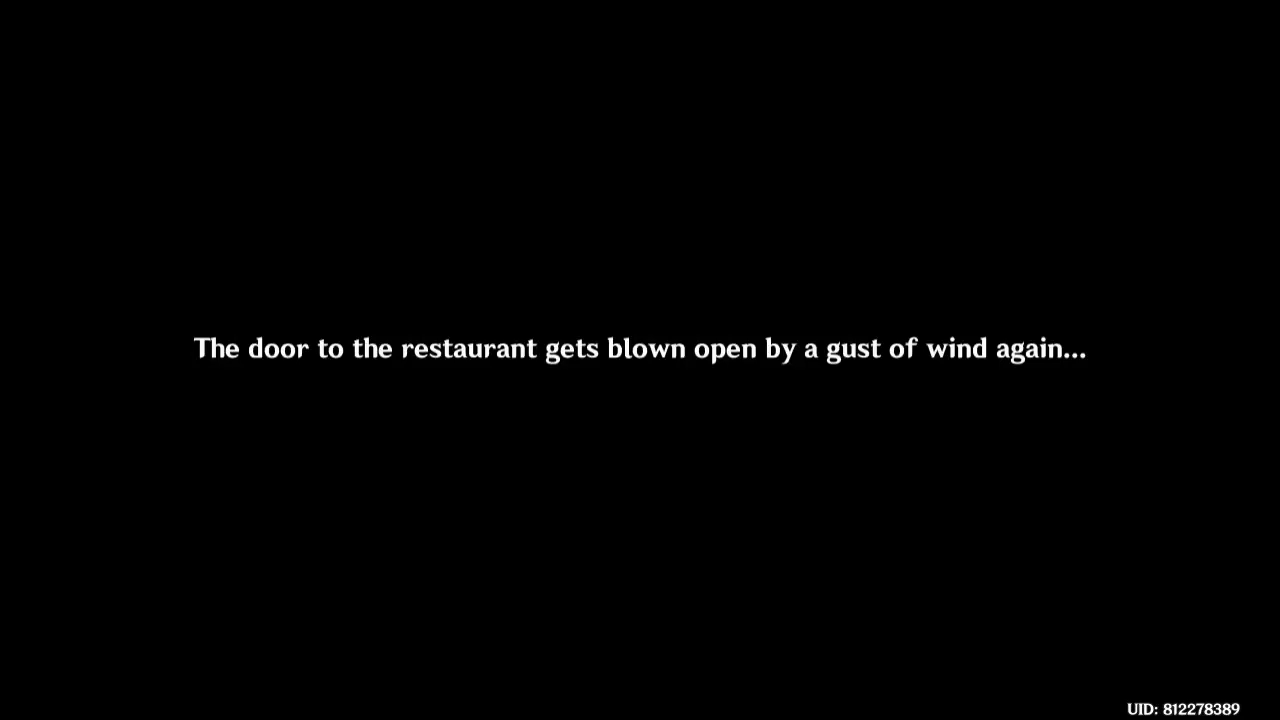 The door to the restaurant gets blown open by a gust of wind again...
UID: 812278389